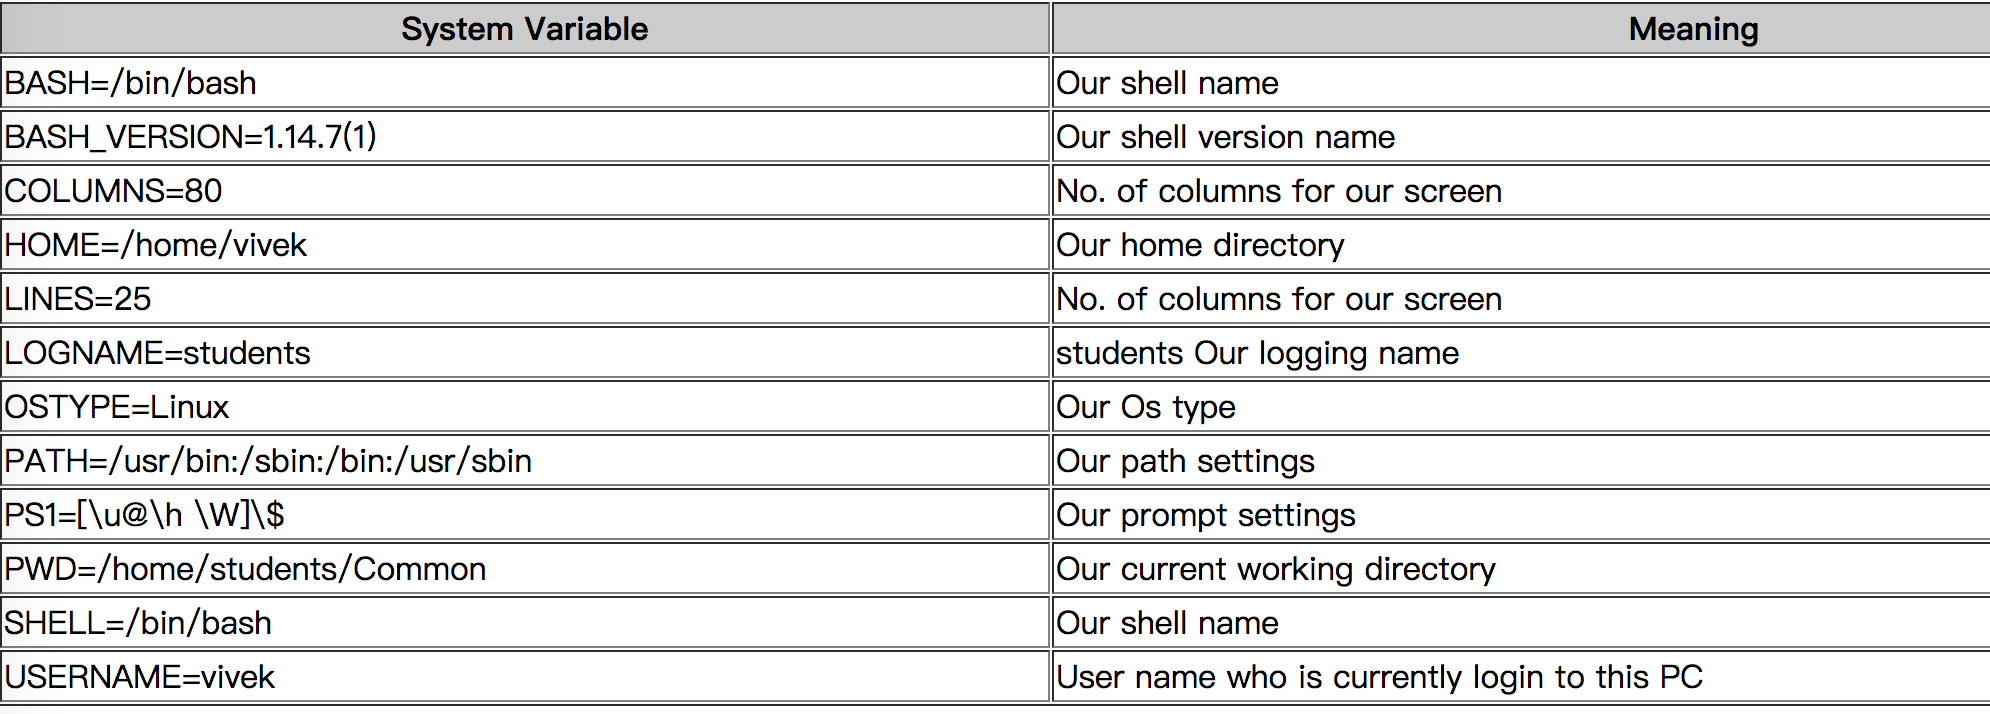 System Variable Meaning
BASH=/bin/bash Our shell name
BASH_VERSION=1.14.7(1) Our shell version name
COLUMNS=80 No. of columns for our screen
HOME=/home/vivek Our home directory
LINES=25 No. of columns for our screen
LOGNAME=students students Our logging name
OSTYPE=Linux Our Os type
PATH=/usr/bin:/sbin:/bin:/usr/sbin Our path settings
PS1=[\u@\h \W]\$ Our prompt settings
PWD=/home/students/Common Our current working directory
SHELL=/bin/bash Our shell name
USERNAME=vivek User name who is currently login to this PC